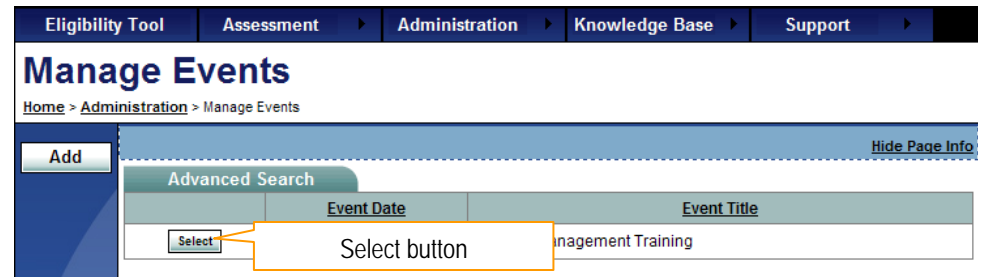 Eligibility Tool Assessment Administration Knowledge Base Support
Manage Events
Home > Administration > Manage Events
Add
Hide Page Info
Advanced Search
Event Date Event Title
Select Select button Training